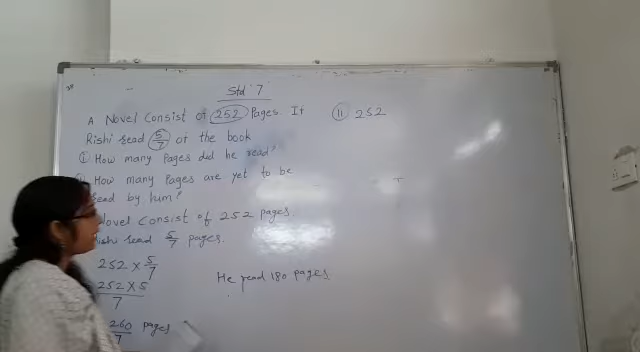 Std 7
A Novel Consist of 252 Pages. If
Rishi read 5/7 of the book
i How many Pages did he read?
How many Pages are yet to be
read by him?
Novel Consist of 252 pages.
read 5/7 pages.
252 × 5/7
252 × 5
7
260 pages
7
He read 180 pages
ii 252